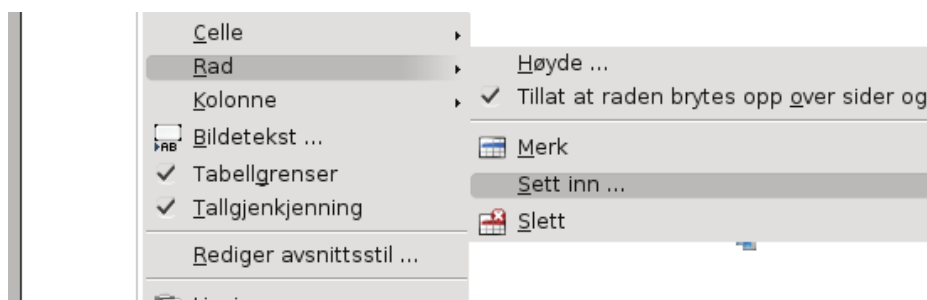 Celle
Rad
Kolonne
AB
Bildetekst ...
Tabellgrenser
Tallgjenkjenning
Rediger avsnittsstil ...
Høyde ...
Tillat at raden brytes opp over sider og
Merk
Sett inn ...
Slett